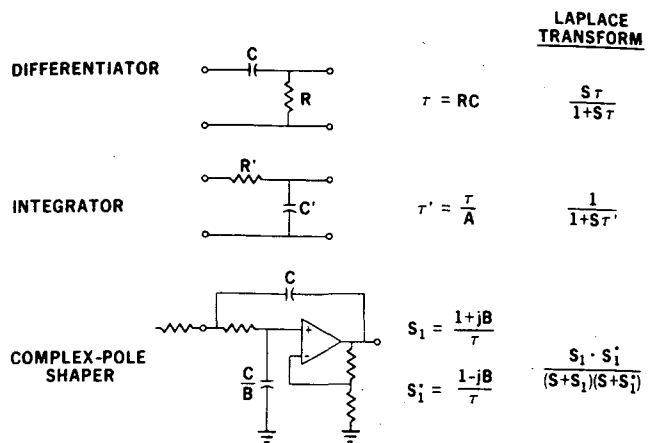 LAPLACE
TRANSFORM
DIFFERENTIATOR
C
R
τ = RC
Sτ
1+Sτ
INTEGRATOR
R'
C'
τ' = τ
A
1
1+Sτ'
COMPLEX-POLE
SHAPER
C
C
B
+
−
S₁ = 1+jB
τ
S₁* = 1-jB
τ
S₁ · S₁*
(S+S₁)(S+S₁*)